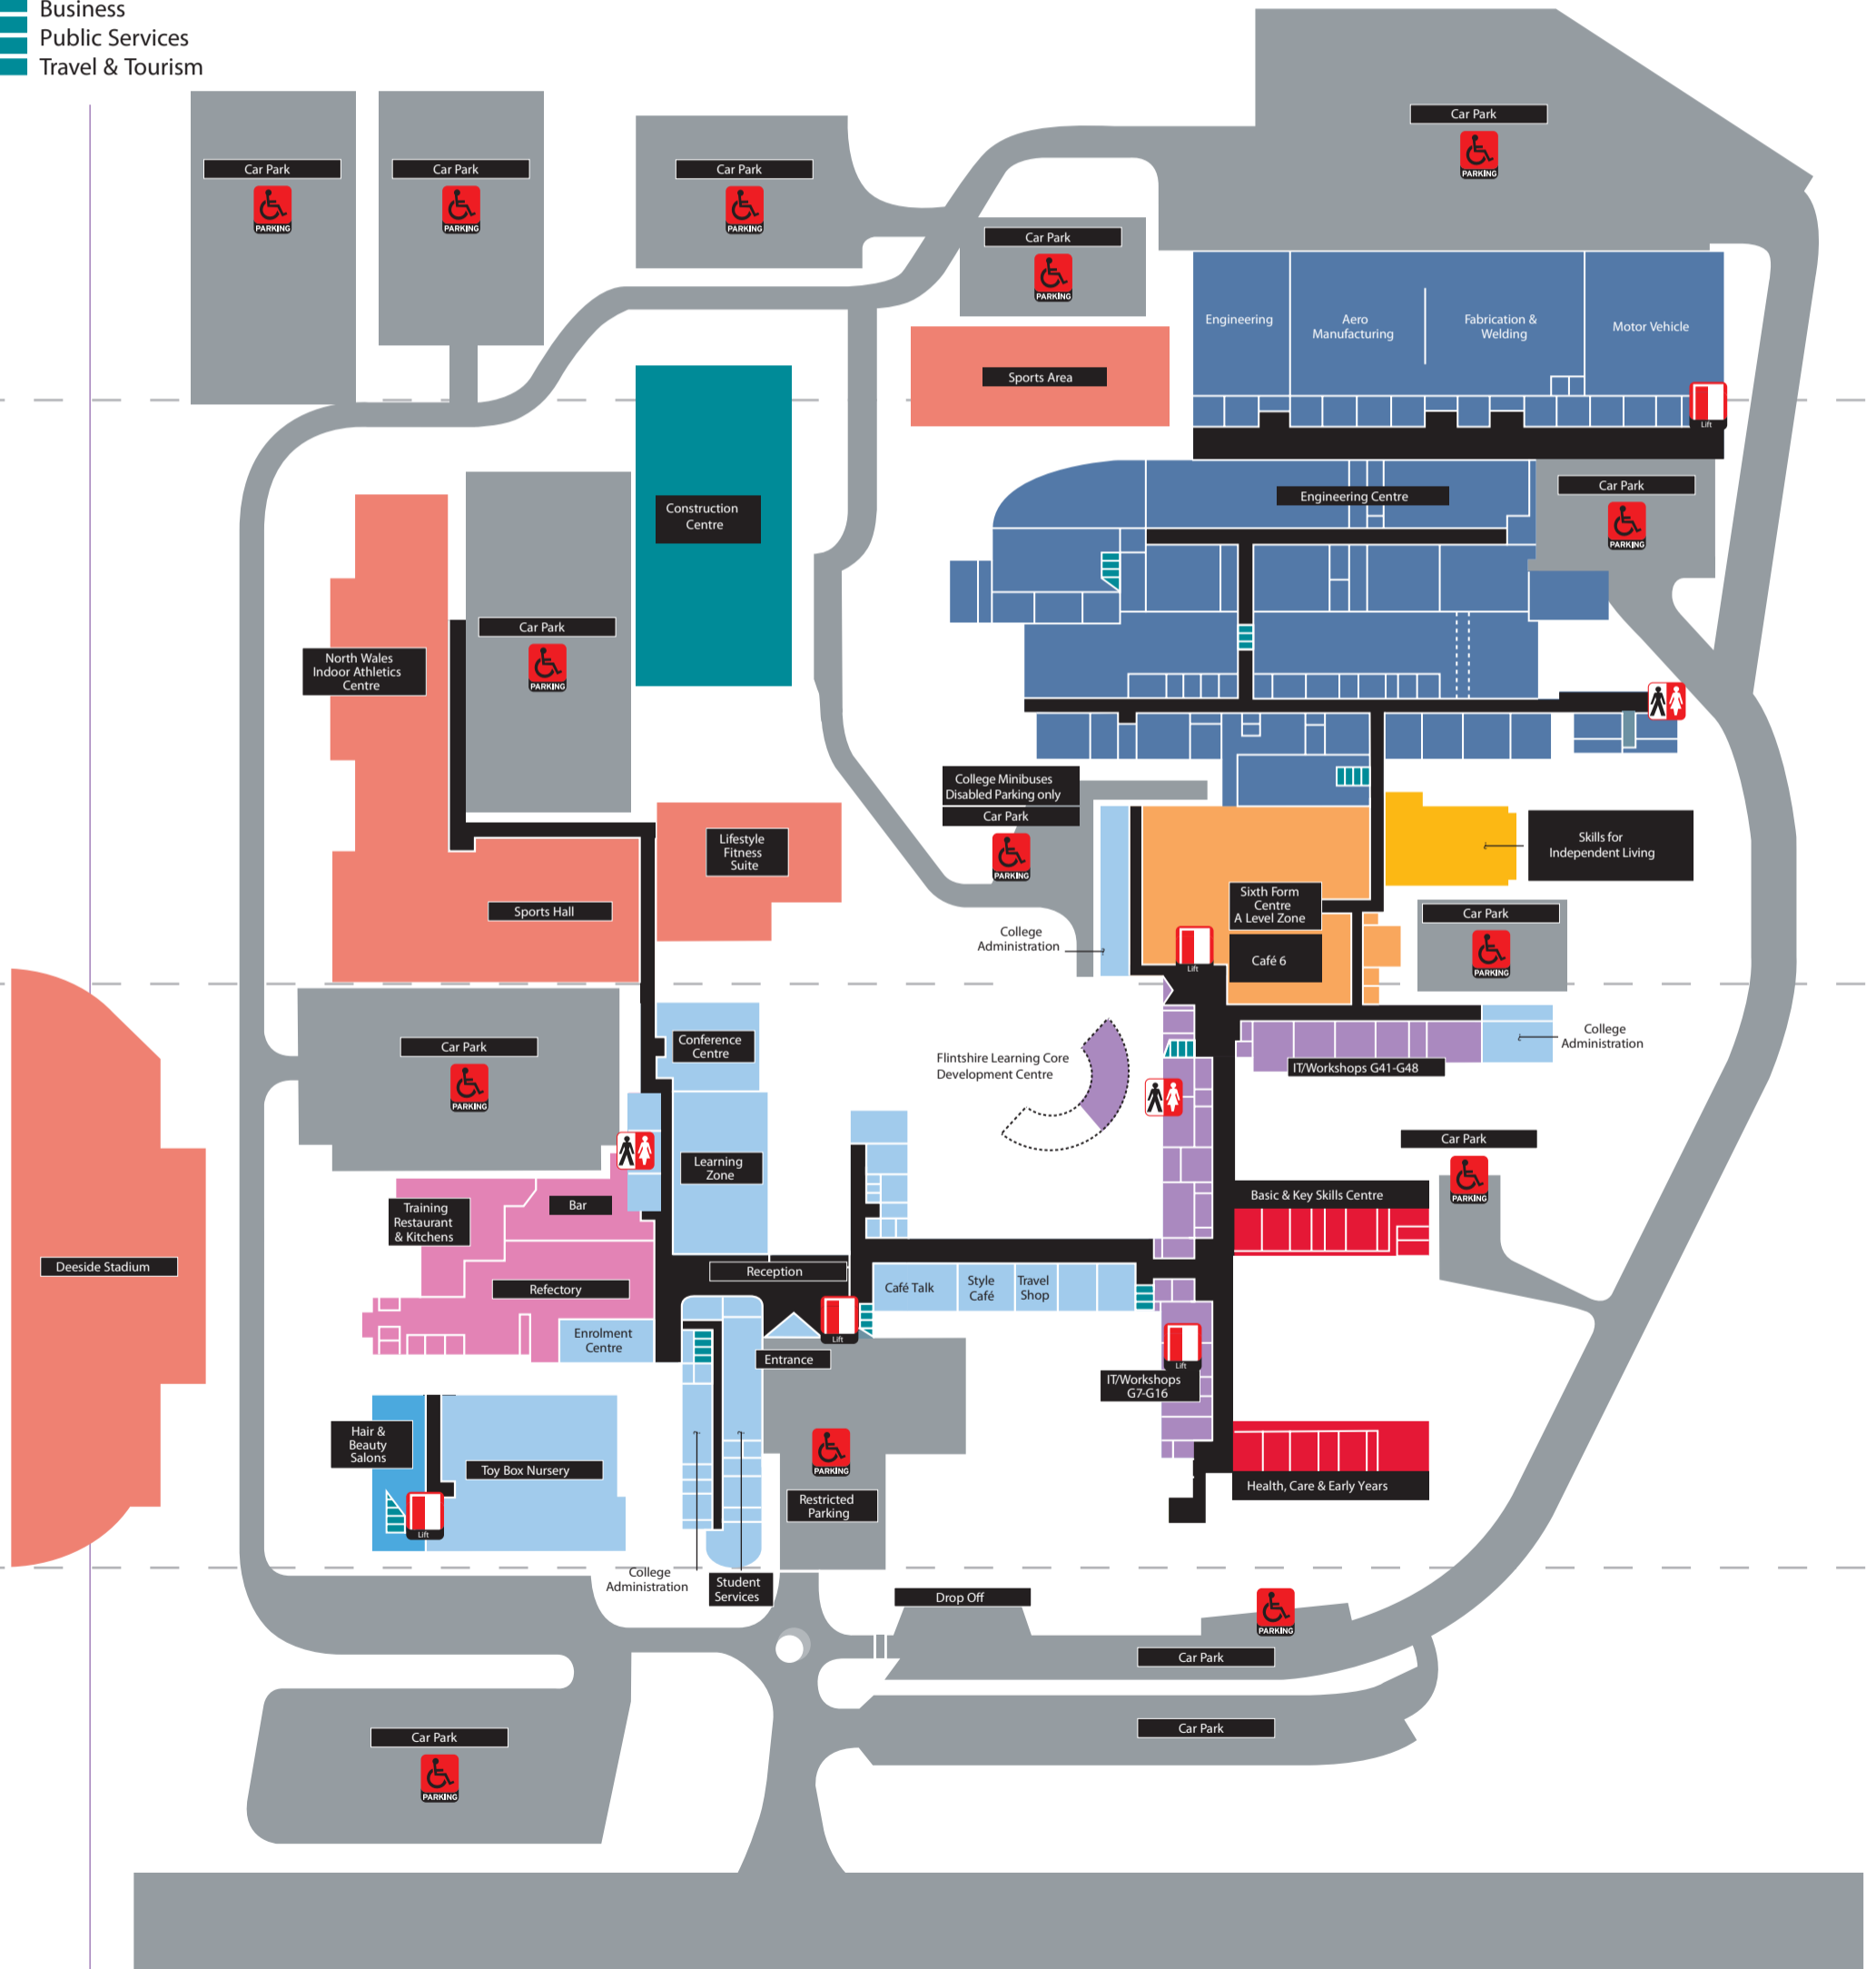 Business
Public Services
Travel & Tourism
Car Park
PARKING
Car Park
PARKING
Car Park
PARKING
Car Park
PARKING
Car Park
PARKING
Engineering
Aero
Manufacturing
Fabrication &
Welding
Motor Vehicle
Sports Area
Lift
Construction
Centre
Engineering Centre
Car Park
PARKING
Car Park
PARKING
North Wales
Indoor Athletics
Centre
College Minibuses
Disabled Parking only
Car Park
PARKING
Lifestyle
Fitness
Suite
Skills for
Independent Living
Sports Hall
Sixth Form
Centre
A Level Zone
Café 6
Lift
Car Park
PARKING
College
Administration
Conference
Centre
Car Park
PARKING
Flintshire Learning Core
Development Centre
College
Administration
IT/Workshops G41-G48
Car Park
PARKING
Learning
Zone
Basic & Key Skills Centre
Training
Restaurant
& Kitchens
Bar
Deeside Stadium
Reception
Refectory
Café Talk
Style
Café
Travel
Shop
Enrolment
Centre
Lift
Entrance
Lift
IT/Workshops
G7-G16
Hair &
Beauty
Salons
Toy Box Nursery
Lift
PARKING
Restricted
Parking
Health, Care & Early Years
College
Administration
Student
Services
Drop Off
PARKING
Car Park
Car Park
Car Park
PARKING